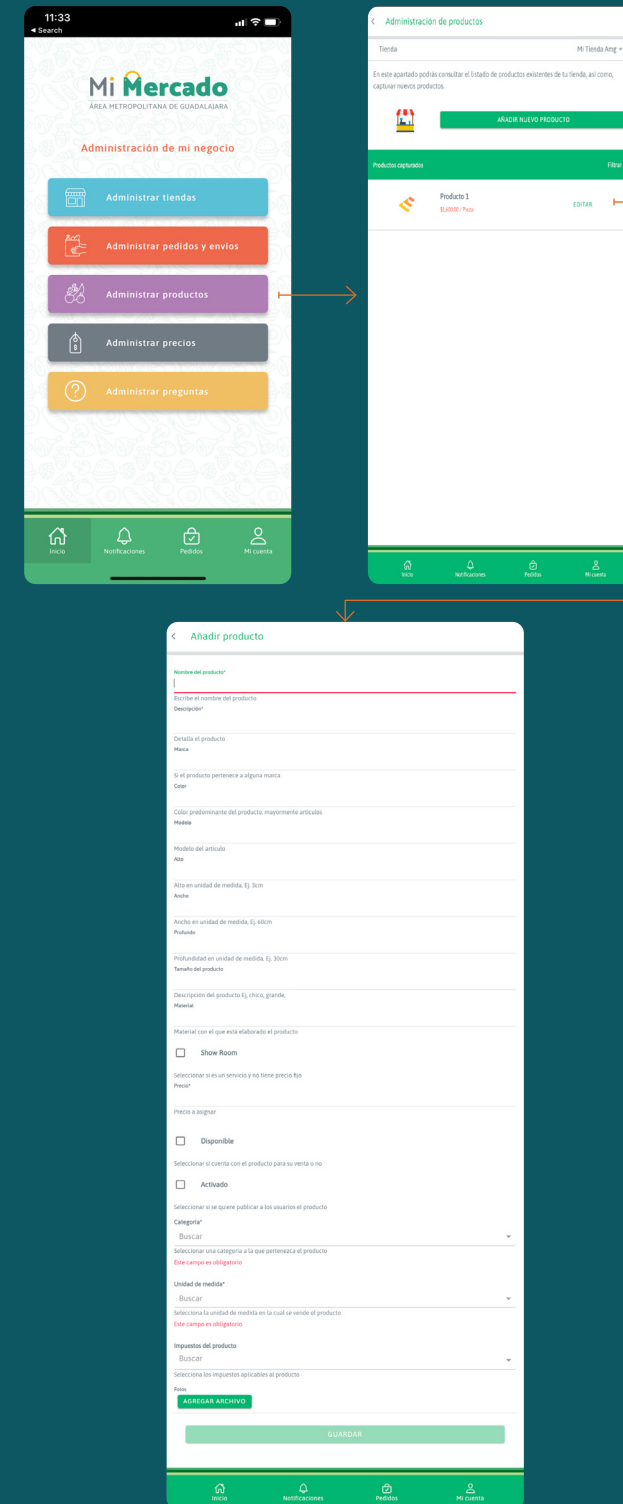 11:33
◀ Search
Mi Mercado
ÁREA METROPOLITANA DE GUADALAJARA
Administración de mi negocio
Administrar tiendas
Administrar pedidos y envíos
Administrar productos
Administrar precios
Administrar preguntas
Inicio
Notificaciones
Pedidos
Mi cuenta
Administración de productos
Tienda
Mi Tienda Amg
En este apartado podrás consultar el listado de productos existentes de tu tienda, así como,
capturar nuevos productos.
AÑADIR NUEVO PRODUCTO
Productos capturados
Filtrar
Producto 1
$1,600.00 / Pieza
EDITAR
Inicio
Notificaciones
Pedidos
Mi cuenta
Añadir producto
Nombre del producto*
Escribe el nombre del producto
Descripción*
Detalla el producto
Marca
Si el producto pertenece a alguna marca
Color
Color predominante del producto, mayormente artículos
Modelo
Modelo del artículo
Alto
Alto en unidad de medida, Ej. 3cm
Ancho
Ancho en unidad de medida, Ej. 60cm
Profundo
Profundidad en unidad de medida, Ej. 30cm
Tamaño del producto
Descripción del producto Ej, chico, grande,
Material
Material con el que está elaborado el producto
Show Room
Seleccionar si es un servicio y no tiene precio fijo
Precio*
Precio a asignar
Disponible
Seleccionar si cuenta con el producto para su venta o no
Activado
Seleccionar si se quiere publicar a los usuarios el producto
Categoría*
Buscar
Seleccionar una categoría a la que pertenezca el producto
Este campo es obligatorio
Unidad de medida*
Buscar
Selecciona la unidad de medida en la cual se vende el producto
Este campo es obligatorio
Impuestos del producto
Buscar
Selecciona los impuestos aplicables al producto
Fotos
AGREGAR ARCHIVO
GUARDAR
Inicio
Notificaciones
Pedidos
Mi cuenta